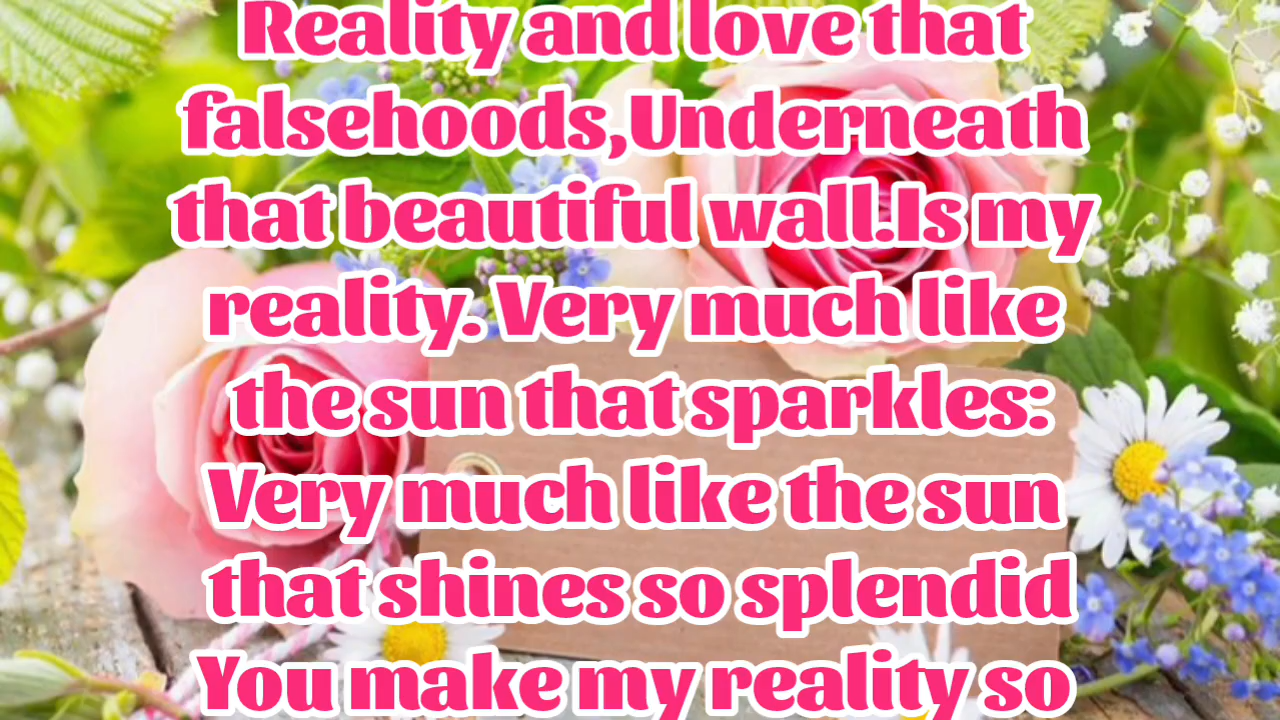 Reality and love that
falsehoods,Underneath
that beautiful wall.Is my
reality. Very much like
the sun that sparkles:
Very much like the sun
that shines so splendid
You make my reality so